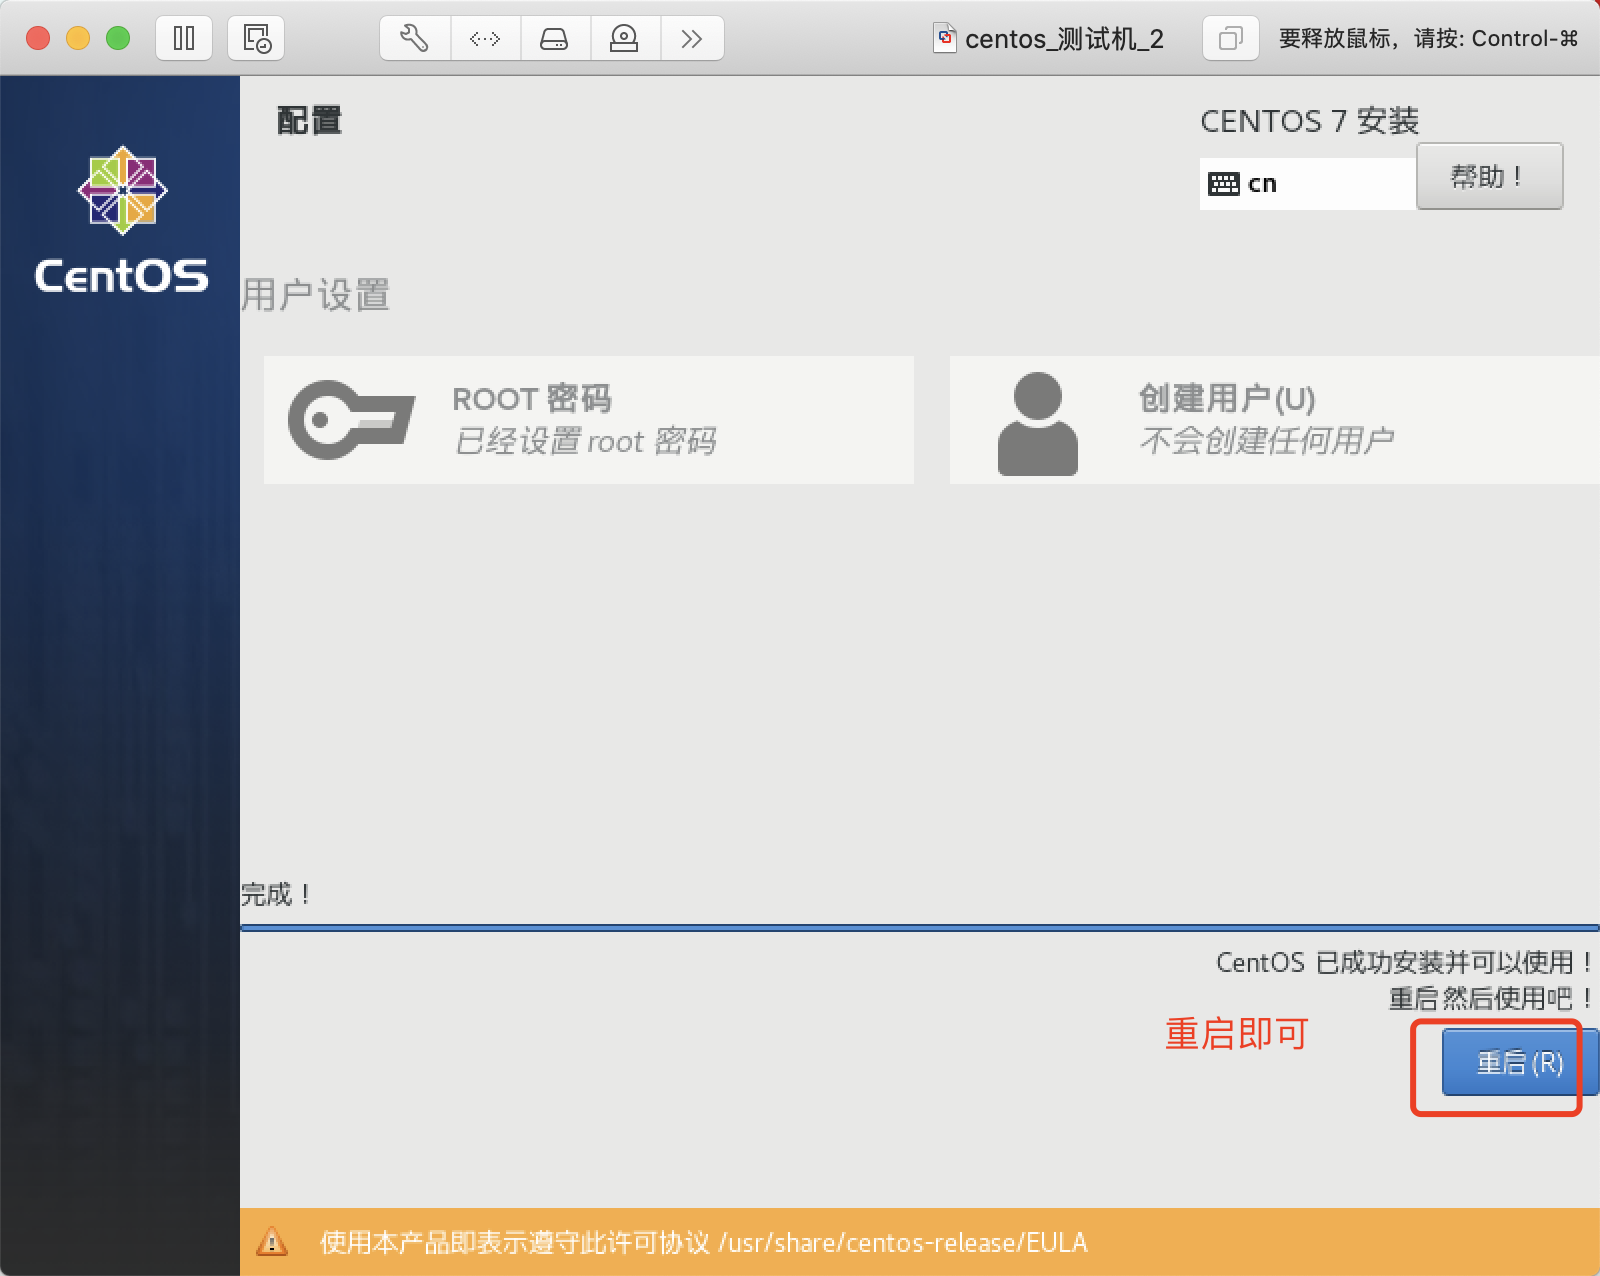 centos_测试机_2
要释放鼠标，请按: Control-⌘
配置
CENTOS 7 安装
cn
帮助！
CentOS
用户设置
ROOT 密码
已经设置 root 密码
创建用户(U)
不会创建任何用户
完成！
CentOS 已成功安装并可以使用！
重启然后使用吧！
重启即可
重启(R)
使用本产品即表示遵守此许可协议 /usr/share/centos-release/EULA